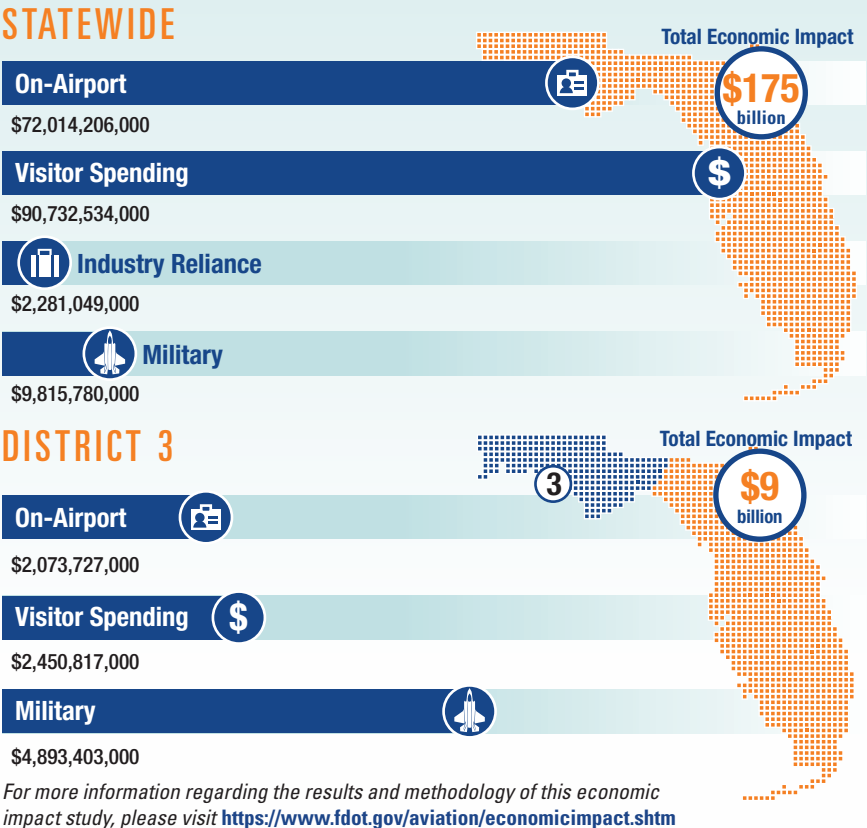 STATEWIDE
Total Economic Impact
$175
billion
On-Airport
$72,014,206,000
Visitor Spending
$
$90,732,534,000
Industry Reliance
$2,281,049,000
Military
$9,815,780,000
DISTRICT 3
Total Economic Impact
3
$9
billion
On-Airport
$2,073,727,000
Visitor Spending
$
$2,450,817,000
Military
$4,893,403,000
For more information regarding the results and methodology of this economic
impact study, please visit https://www.fdot.gov/aviation/economicimpact.shtm